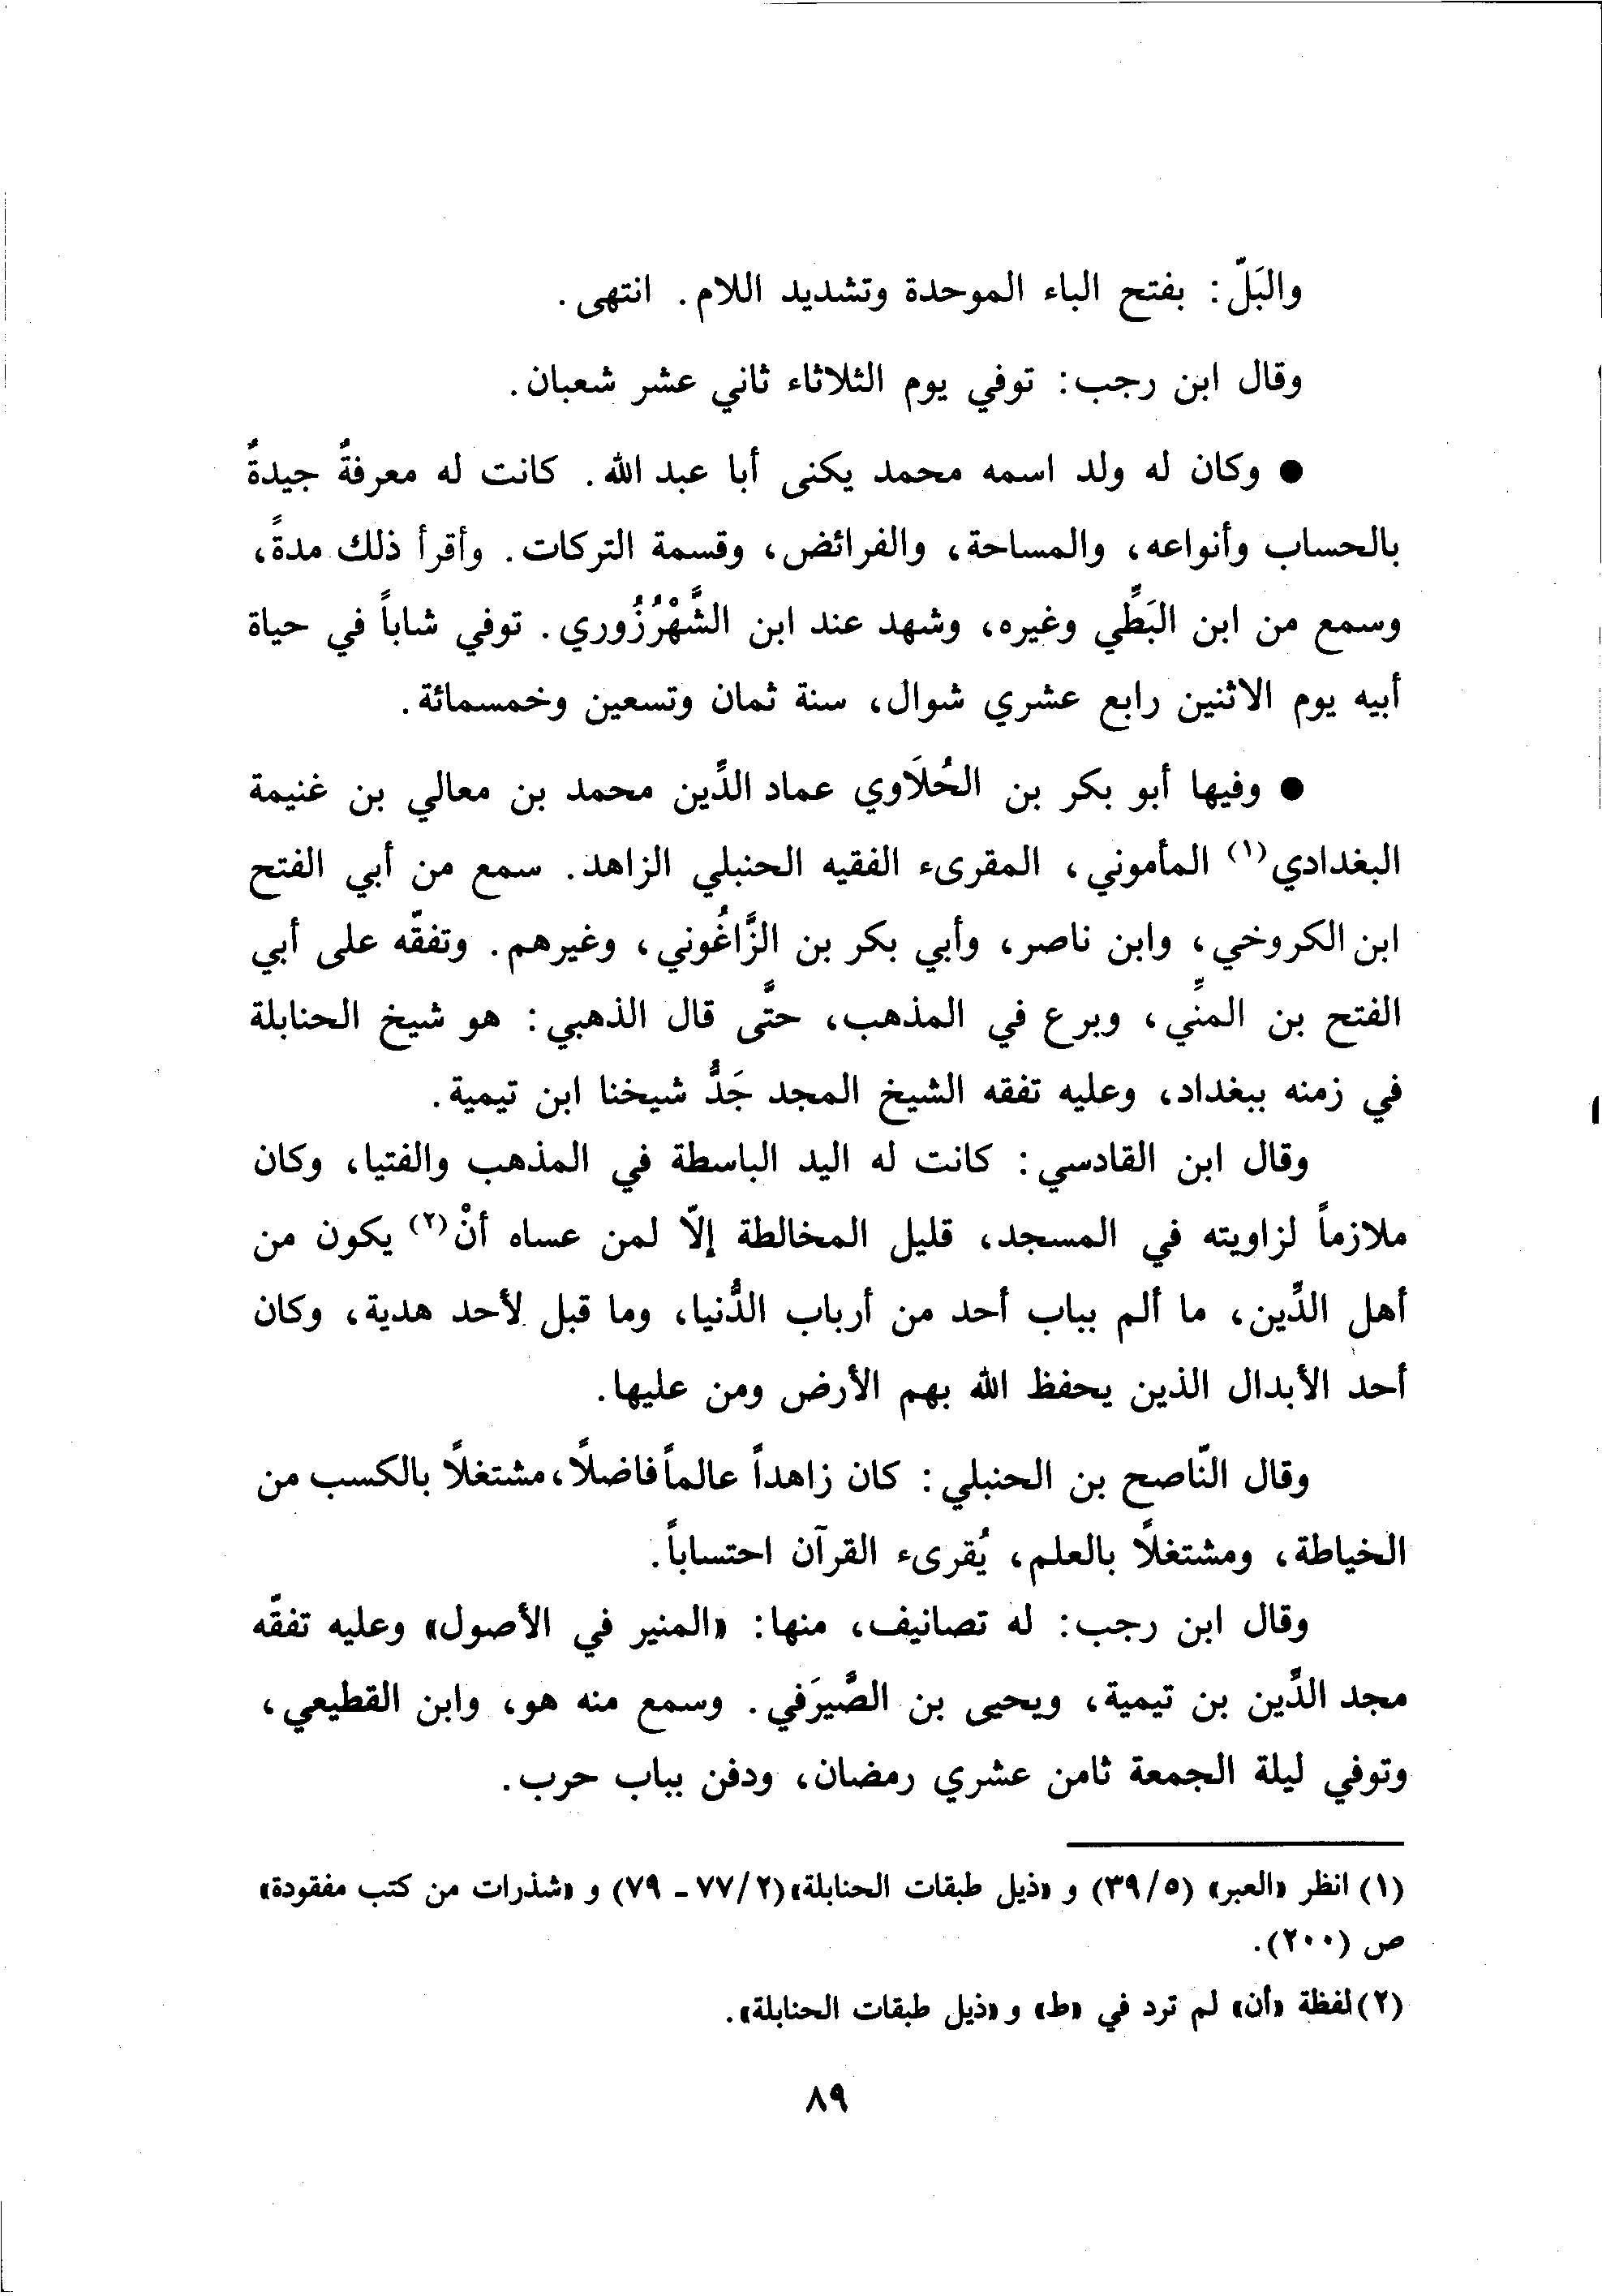 والبَلّ: بفتح الباء الموحدة وتشديد اللام. انتهى.
وقال ابن رجب: توفي يوم الثلاثاء ثاني عشر شعبان.
● وكان له ولد اسمه محمد يكنى أبا عبد الله. كانت له معرفةٌ جيدةٌ
بالحساب وأنواعه، والمساحة، والفرائض، وقسمة التركات. وأقرأ ذلك مدةً،
وسمع من ابن البَطِّي وغيره، وشهد عند ابن الشَّهْرُزُوري. توفي شاباً في حياة
أبيه يوم الاثنين رابع عشري شوال، سنة ثمان وتسعين وخمسمائة.
● وفيها أبو بكر بن الحُلَاوي عماد الدِّين محمد بن معالي بن غنيمة
البغدادي(١) المأموني، المقرىء الفقيه الحنبلي الزاهد. سمع من أبي الفتح
ابن الكروخي، وابن ناصر، وأبي بكر بن الزَّاغُوني، وغيرهم. وتفقّه على أبي
الفتح بن المنِّي، وبرع في المذهب، حتَّى قال الذهبي: هو شيخ الحنابلة
في زمنه ببغداد، وعليه تفقه الشيخ المجد جَدُّ شيخنا ابن تيمية.
وقال ابن القادسي: كانت له اليد الباسطة في المذهب والفتيا، وكان
ملازماً لزاويته في المسجد، قليل المخالطة إلّا لمن عساه أنْ(٢) يكون من
أهل الدِّين، ما ألم بباب أحد من أرباب الدُّنيا، وما قبل لأحد هدية، وكان
أحد الأبدال الذين يحفظ الله بهم الأرض ومن عليها.
وقال النّاصح بن الحنبلي: كان زاهداً عالماً فاضلاً، مشتغلاً بالكسب من
الخياطة، ومشتغلاً بالعلم، يُقرىء القرآن احتساباً.
وقال ابن رجب: له تصانيف، منها: «المنير في الأصول» وعليه تفقّه
مجد الدِّين بن تيمية، ويحيى بن الصَّيرَفي. وسمع منه هو، وابن القطيعي،
وتوفي ليلة الجمعة ثامن عشري رمضان، ودفن بباب حرب.
(١) انظر «العبر» (٣٩/٥) و «ذيل طبقات الحنابلة» (٢/ ٧٧ - ٧٩) و «شذرات من كتب مفقودة»
ص (٢٠٠).
(٢) لفظة «أن» لم ترد في «ط» و «ذيل طبقات الحنابلة».
٨٩